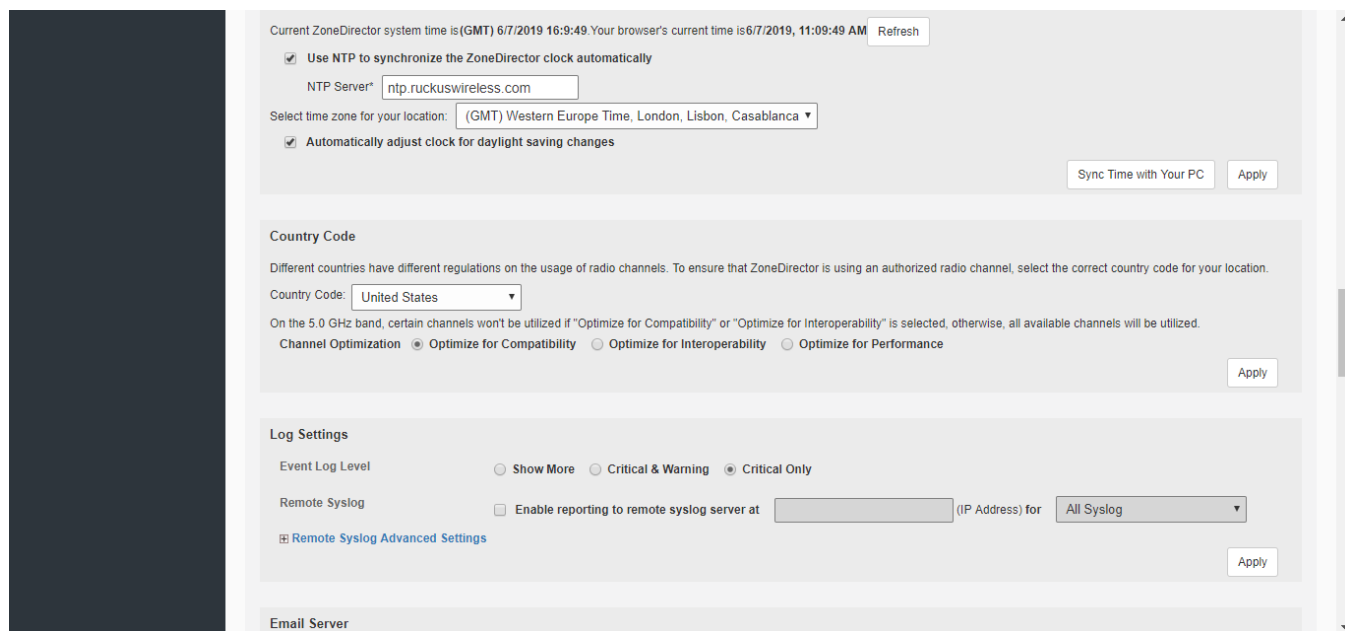 Current ZoneDirector system time is(GMT) 6/7/2019 16:9:49.Your browser's current time is6/7/2019, 11:09:49 AM Refresh
Use NTP to synchronize the ZoneDirector clock automatically
NTP Server* ntp.ruckuswireless.com
Select time zone for your location: (GMT) Western Europe Time, London, Lisbon, Casablanca
Automatically adjust clock for daylight saving changes
Sync Time with Your PC Apply
Country Code
Different countries have different regulations on the usage of radio channels. To ensure that ZoneDirector is using an authorized radio channel, select the correct country code for your location.
Country Code: United States
On the 5.0 GHz band, certain channels won't be utilized if "Optimize for Compatibility" or "Optimize for Interoperability" is selected, otherwise, all available channels will be utilized.
Channel Optimization Optimize for Compatibility Optimize for Interoperability Optimize for Performance
Apply
Log Settings
Event Log Level Show More Critical & Warning Critical Only
Remote Syslog Enable reporting to remote syslog server at (IP Address) for All Syslog
Remote Syslog Advanced Settings
Apply
Email Server